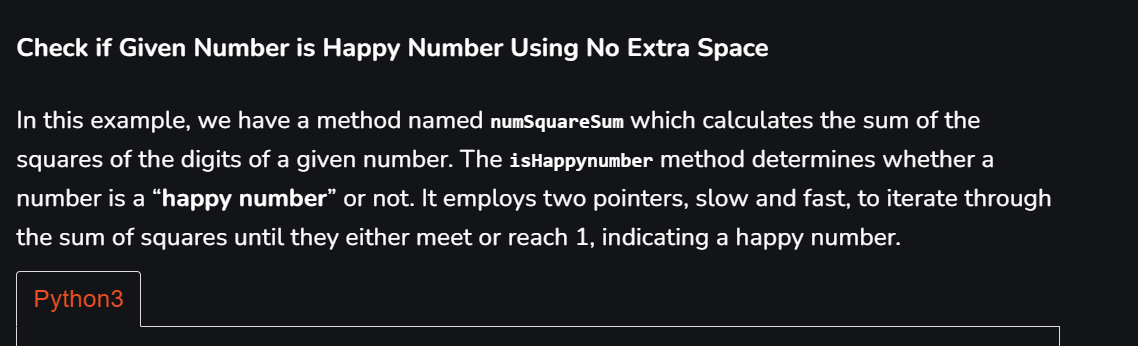 Check if Given Number is Happy Number Using No Extra Space
In this example, we have a method named numSquareSum which calculates the sum of the
squares of the digits of a given number. The isHappynumber method determines whether a
number is a “happy number” or not. It employs two pointers, slow and fast, to iterate through
the sum of squares until they either meet or reach 1, indicating a happy number.
Python3